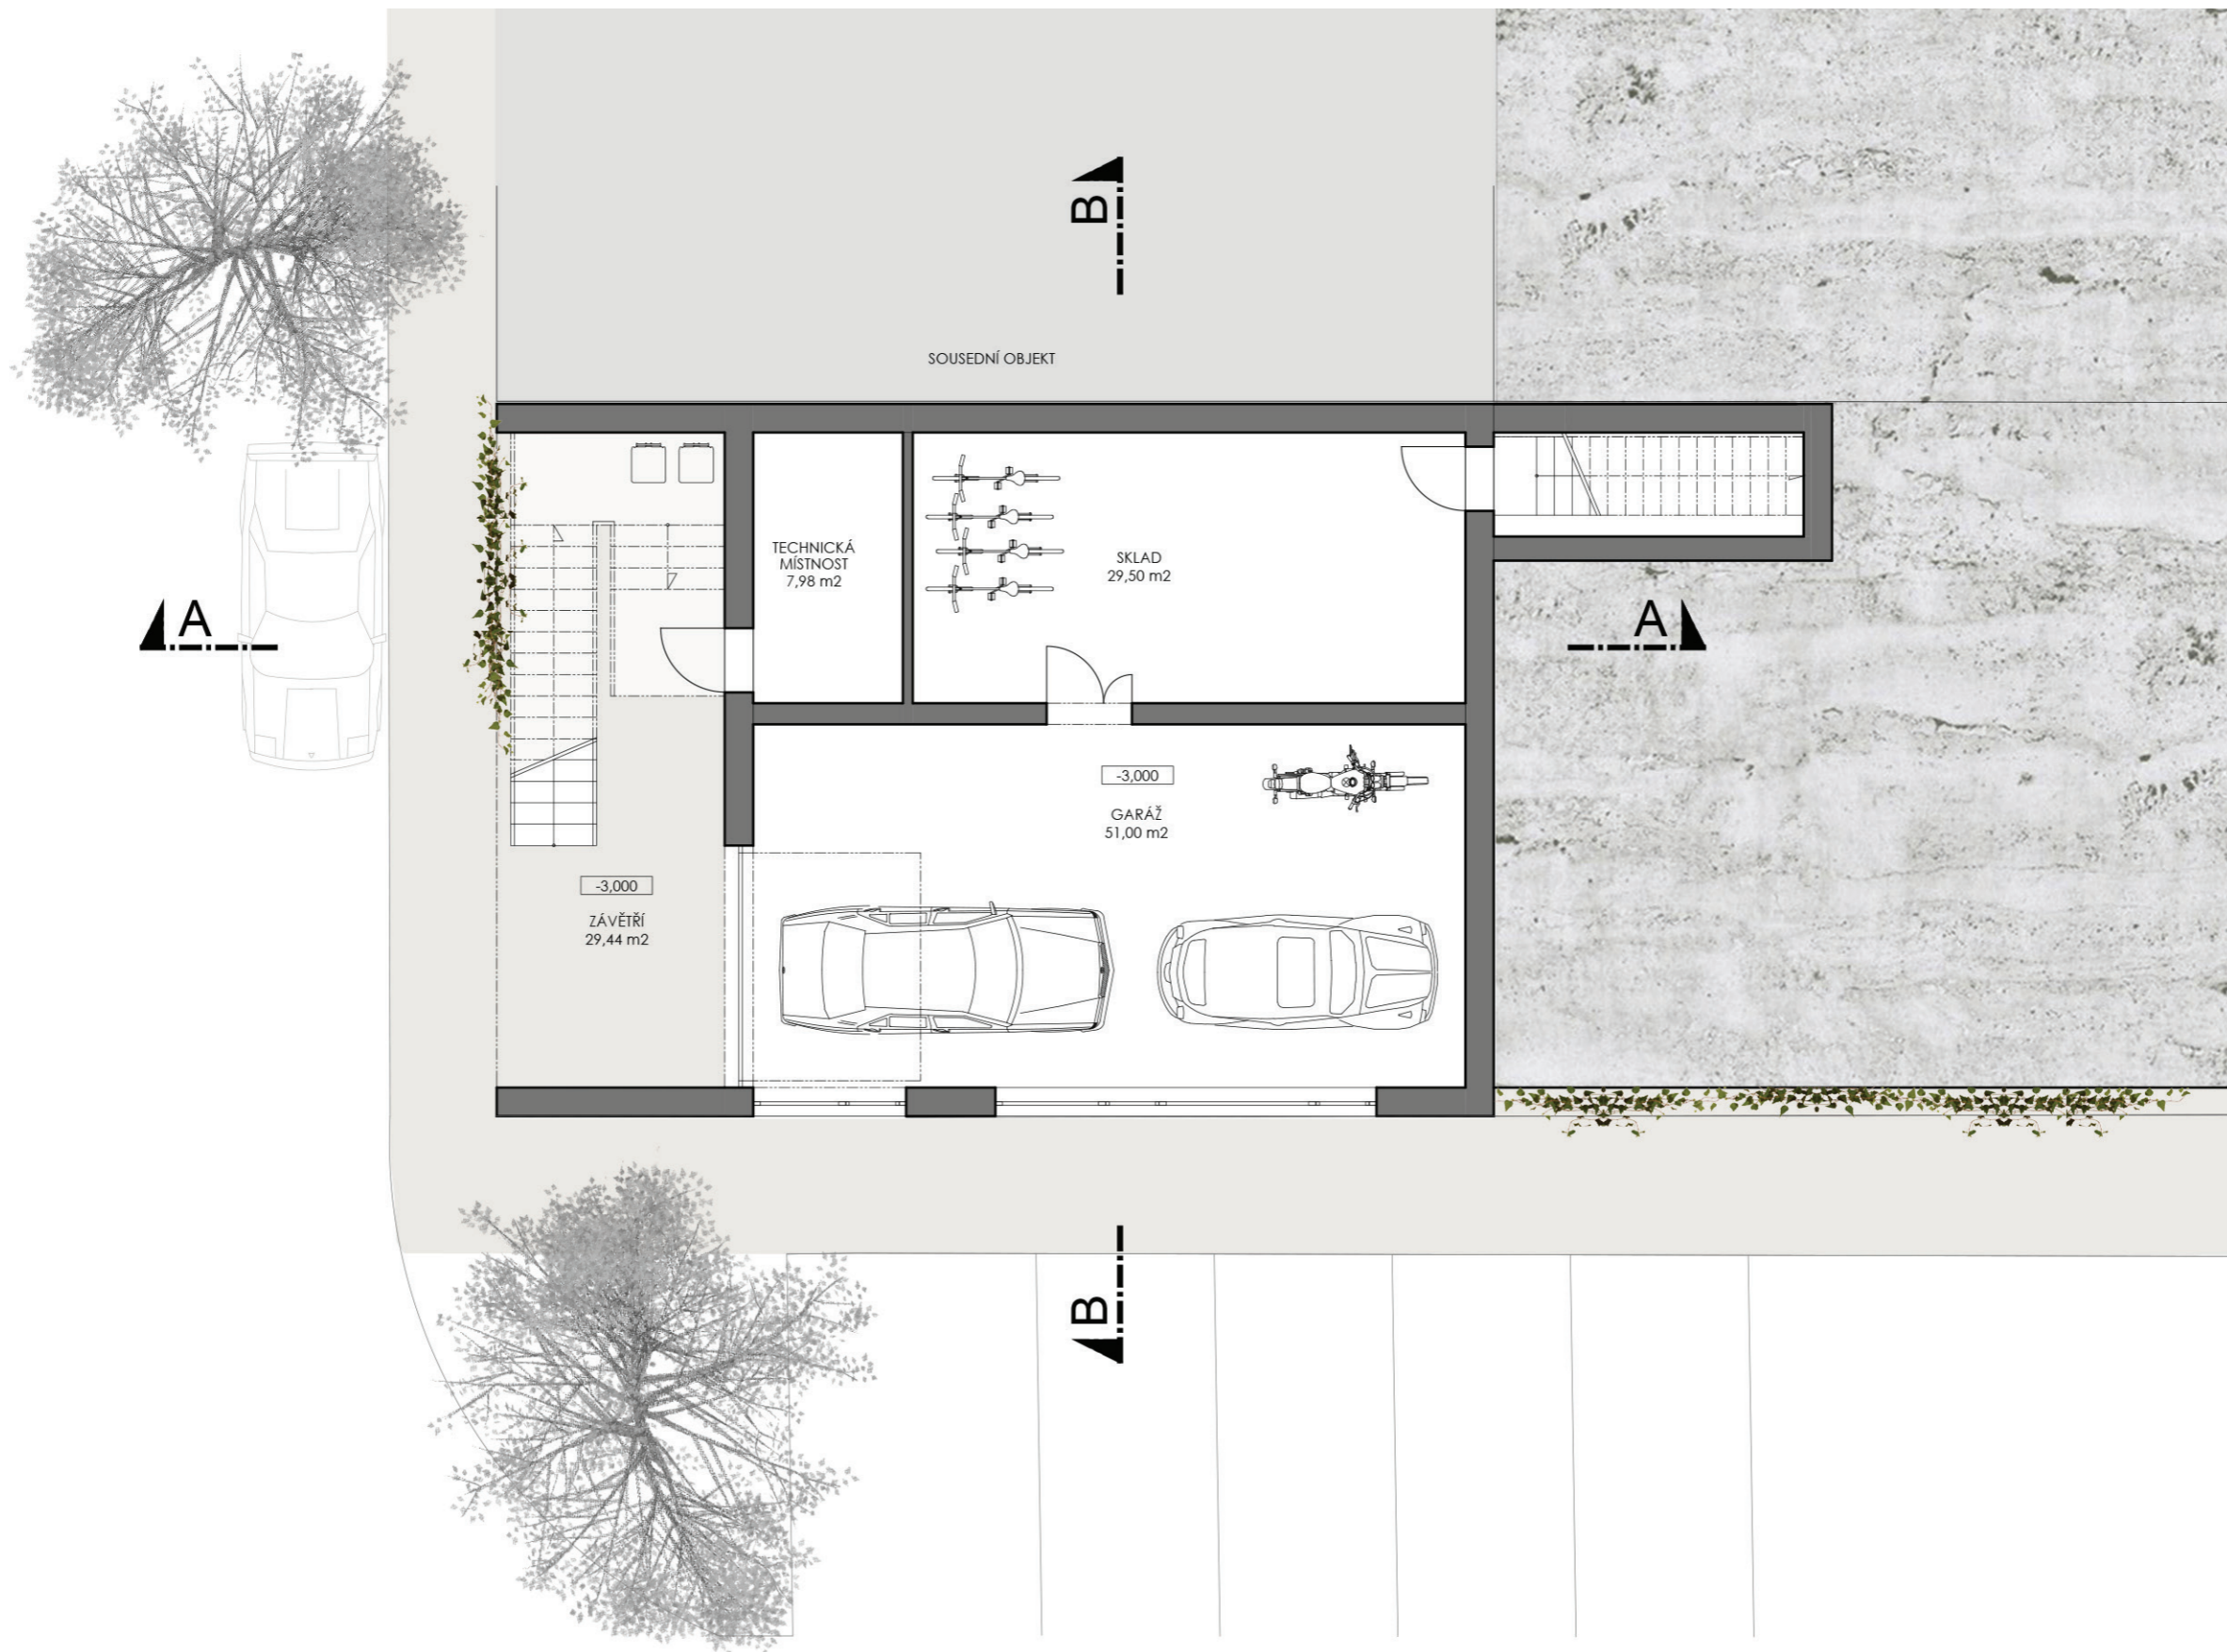 B
SOUSEDNÍ OBJEKT
TECHNICKÁ
MÍSTNOST
7,98 m2
SKLAD
29,50 m2
A
A
-3,000
GARÁŽ
51,00 m2
-3,000
ZÁVĚTŘÍ
29,44 m2
B